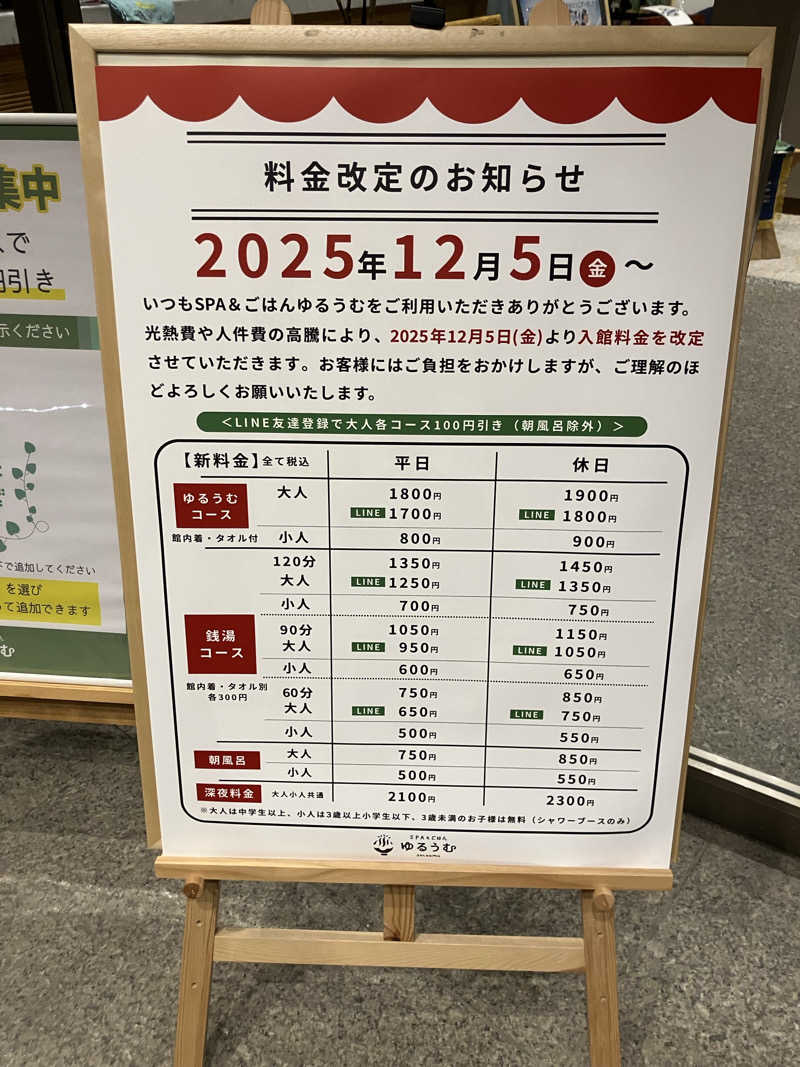 料金改定のお知らせ
2025年12月5日金～
いつもSPA＆ごはんゆるうむをご利用いただきありがとうございます。
光熱費や人件費の高騰により、2025年12月5日(金)より入館料金を改定
させていただきます。お客様にはご負担をおかけしますが、ご理解のほ
どよろしくお願いいたします。
＜LINE友達登録で大人各コース100円引き（朝風呂除外）＞
【新料金】全て税込 平日 休日
ゆるうむコース 大人 1800円 1900円
LINE 1700円 LINE 1800円
館内着・タオル付 小人 800円 900円
120分 大人 1350円 1450円
LINE 1250円 LINE 1350円
小人 700円 750円
銭湯コース 90分 大人 1050円 1150円
LINE 950円 LINE 1050円
小人 600円 650円
館内着・タオル別
各300円
60分 大人 750円 850円
LINE 650円 LINE 750円
小人 500円 550円
朝風呂 大人 750円 850円
小人 500円 550円
深夜料金 大人小人共通 2100円 2300円
※大人は中学生以上、小人は3歳以上小学生以下、3歳未満のお子様は無料（シャワーブースのみ）
SPA&ごはん
ゆるうむ
集中
で
円引き
示ください
で追加してください
を選び
て追加できます
むむ